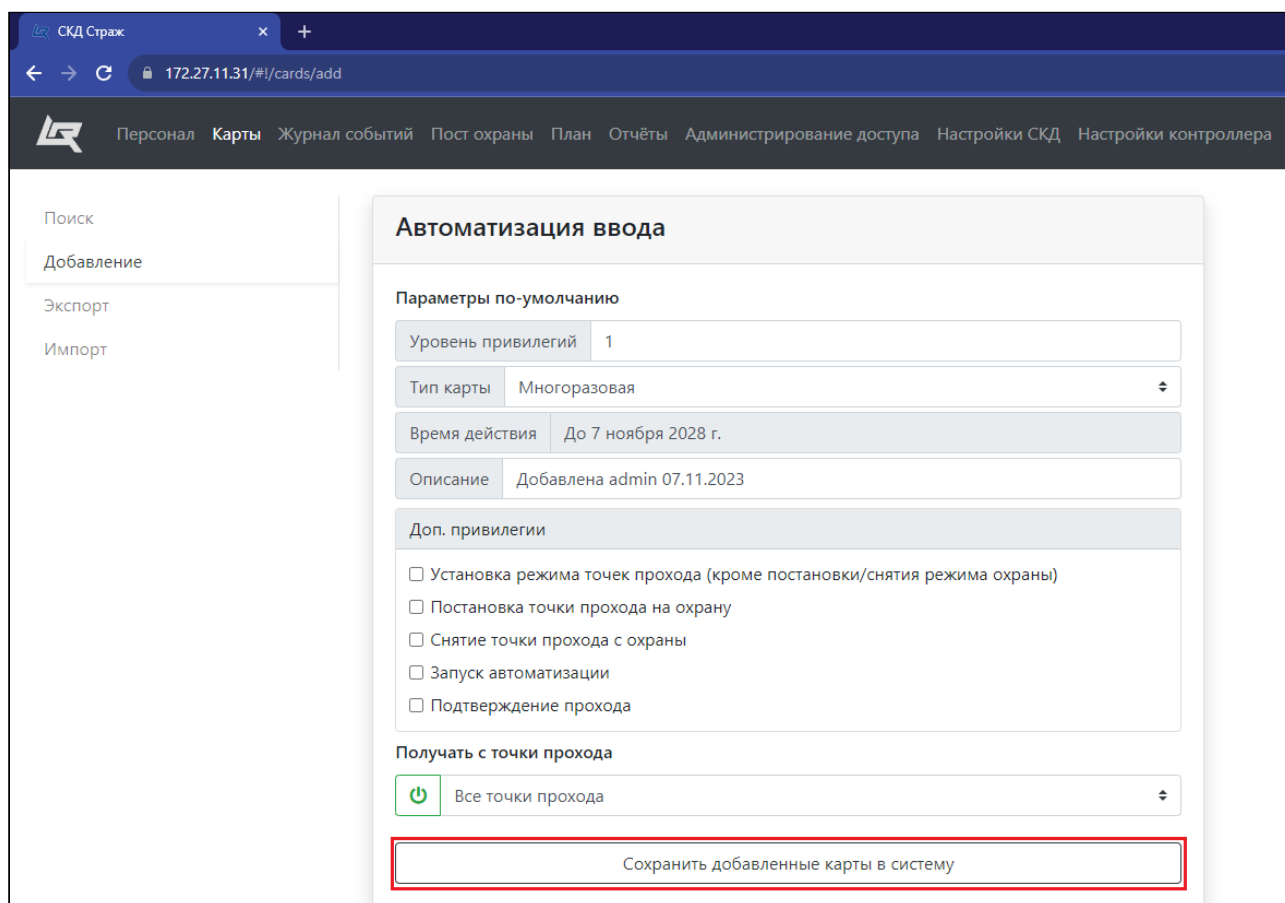 СКД Страж
172.27.11.31/#!/cards/add
Персонал Карты Журнал событий Пост охраны План Отчёты Администрирование доступа Настройки СКД Настройки контроллера
Поиск
Добавление
Экспорт
Импорт
Автоматизация ввода
Параметры по-умолчанию
Уровень привилегий 1
Тип карты Многоразовая
Время действия До 7 ноября 2028 г.
Описание Добавлена admin 07.11.2023
Доп. привилегии
Установка режима точек прохода (кроме постановки/снятия режима охраны)
Постановка точки прохода на охрану
Снятие точки прохода с охраны
Запуск автоматизации
Подтверждение прохода
Получать с точки прохода
Все точки прохода
Сохранить добавленные карты в систему